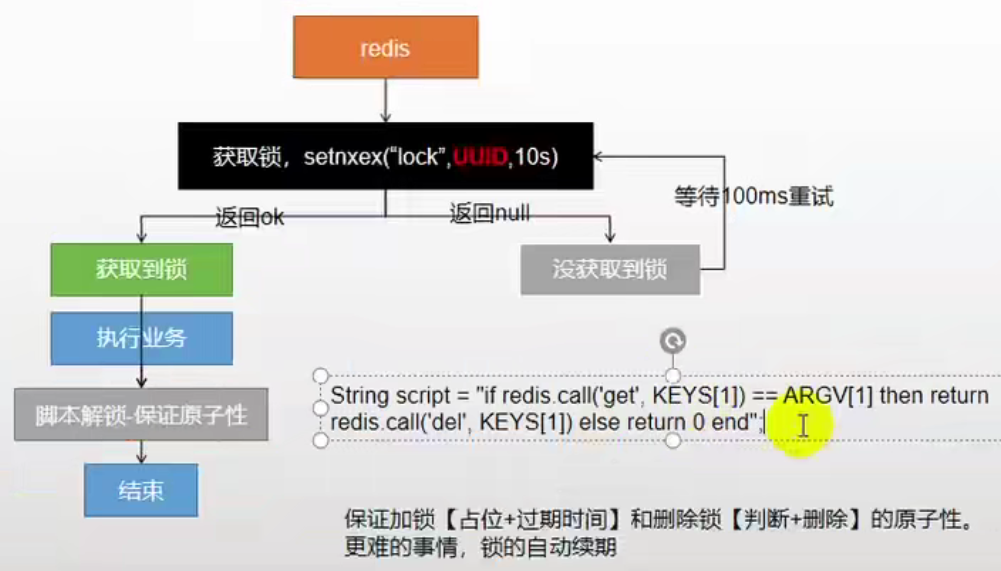 redis
获取锁，setnxex(“lock”,UUID,10s)
等待100ms重试
返回ok
返回null
获取到锁
没获取到锁
执行业务
String script = "if redis.call('get', KEYS[1]) == ARGV[1] then return
redis.call('del', KEYS[1]) else return 0 end";
脚本解锁-保证原子性
结束
保证加锁【占位+过期时间】和删除锁【判断+删除】的原子性。
更难的事情，锁的自动续期